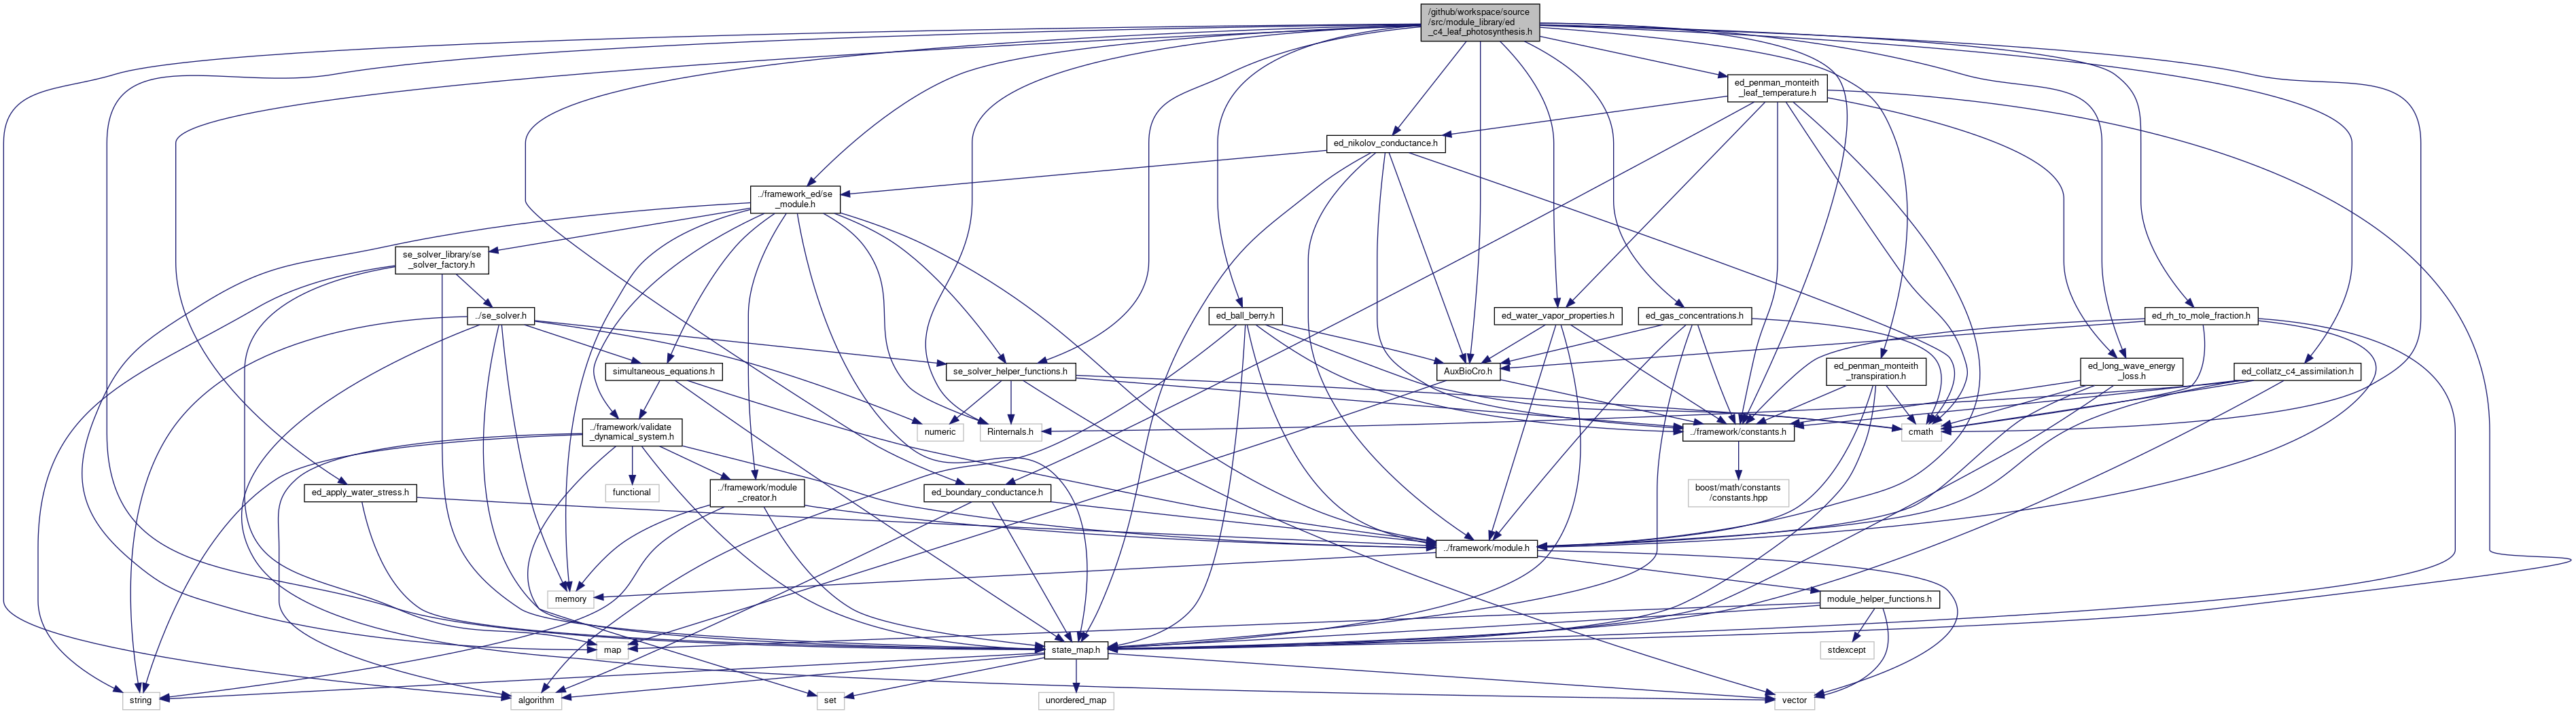 /github/workspace/source
/src/module_library/ed
_c4_leaf_photosynthesis.h
ed_penman_monteith
_leaf_temperature.h
ed_nikolov_conductance.h
../framework_ed/se
_module.h
se_solver_library/se
_solver_factory.h
../se_solver.h
ed_ball_berry.h
ed_water_vapor_properties.h
ed_gas_concentrations.h
ed_rh_to_mole_fraction.h
simultaneous_equations.h
se_solver_helper_functions.h
AuxBioCro.h
ed_penman_monteith
_transpiration.h
ed_long_wave_energy
_loss.h
ed_collatz_c4_assimilation.h
../framework/validate
_dynamical_system.h
numeric
Rinternals.h
../framework/constants.h
cmath
ed_apply_water_stress.h
functional
../framework/module
_creator.h
ed_boundary_conductance.h
boost/math/constants
/constants.hpp
../framework/module.h
memory
module_helper_functions.h
map
state_map.h
stdexcept
string
algorithm
set
unordered_map
vector